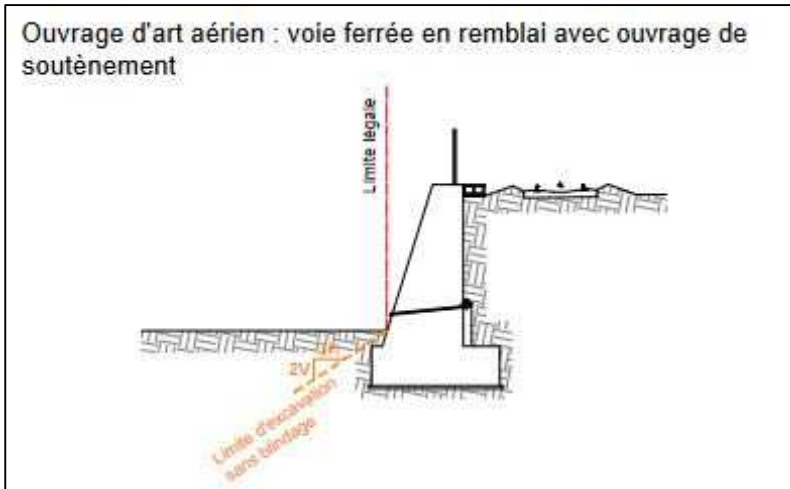 Ouvrage d'art aérien : voie ferrée en remblai avec ouvrage de
soutènement
Limite légale
2V
Limite d'excavation
sans blindage